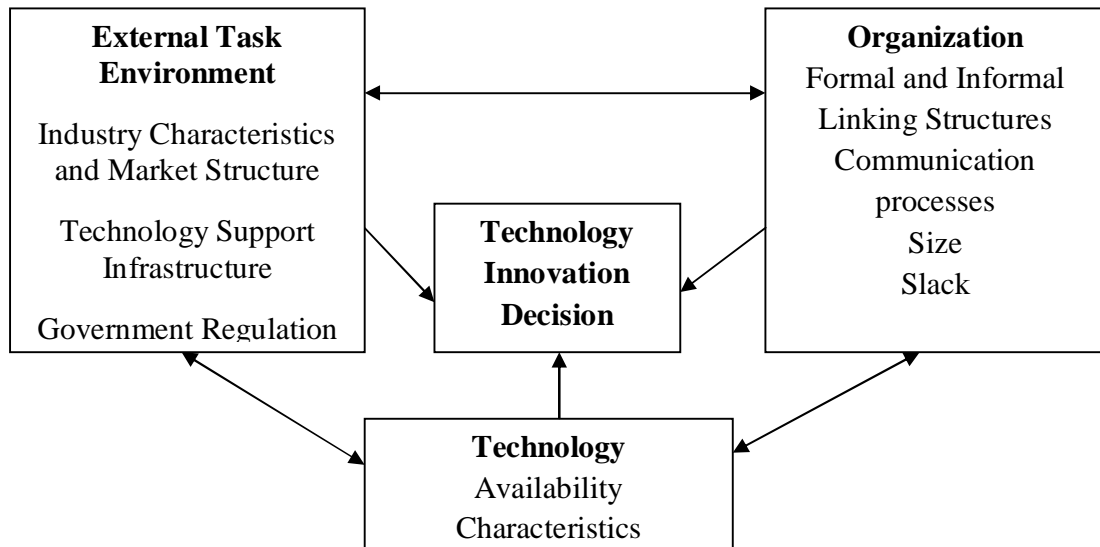 External Task
Environment
Industry Characteristics
and Market Structure
Technology Support
Infrastructure
Government Regulation
Organization
Formal and Informal
Linking Structures
Communication
processes
Size
Slack
Technology
Innovation
Decision
Technology
Availability
Characteristics